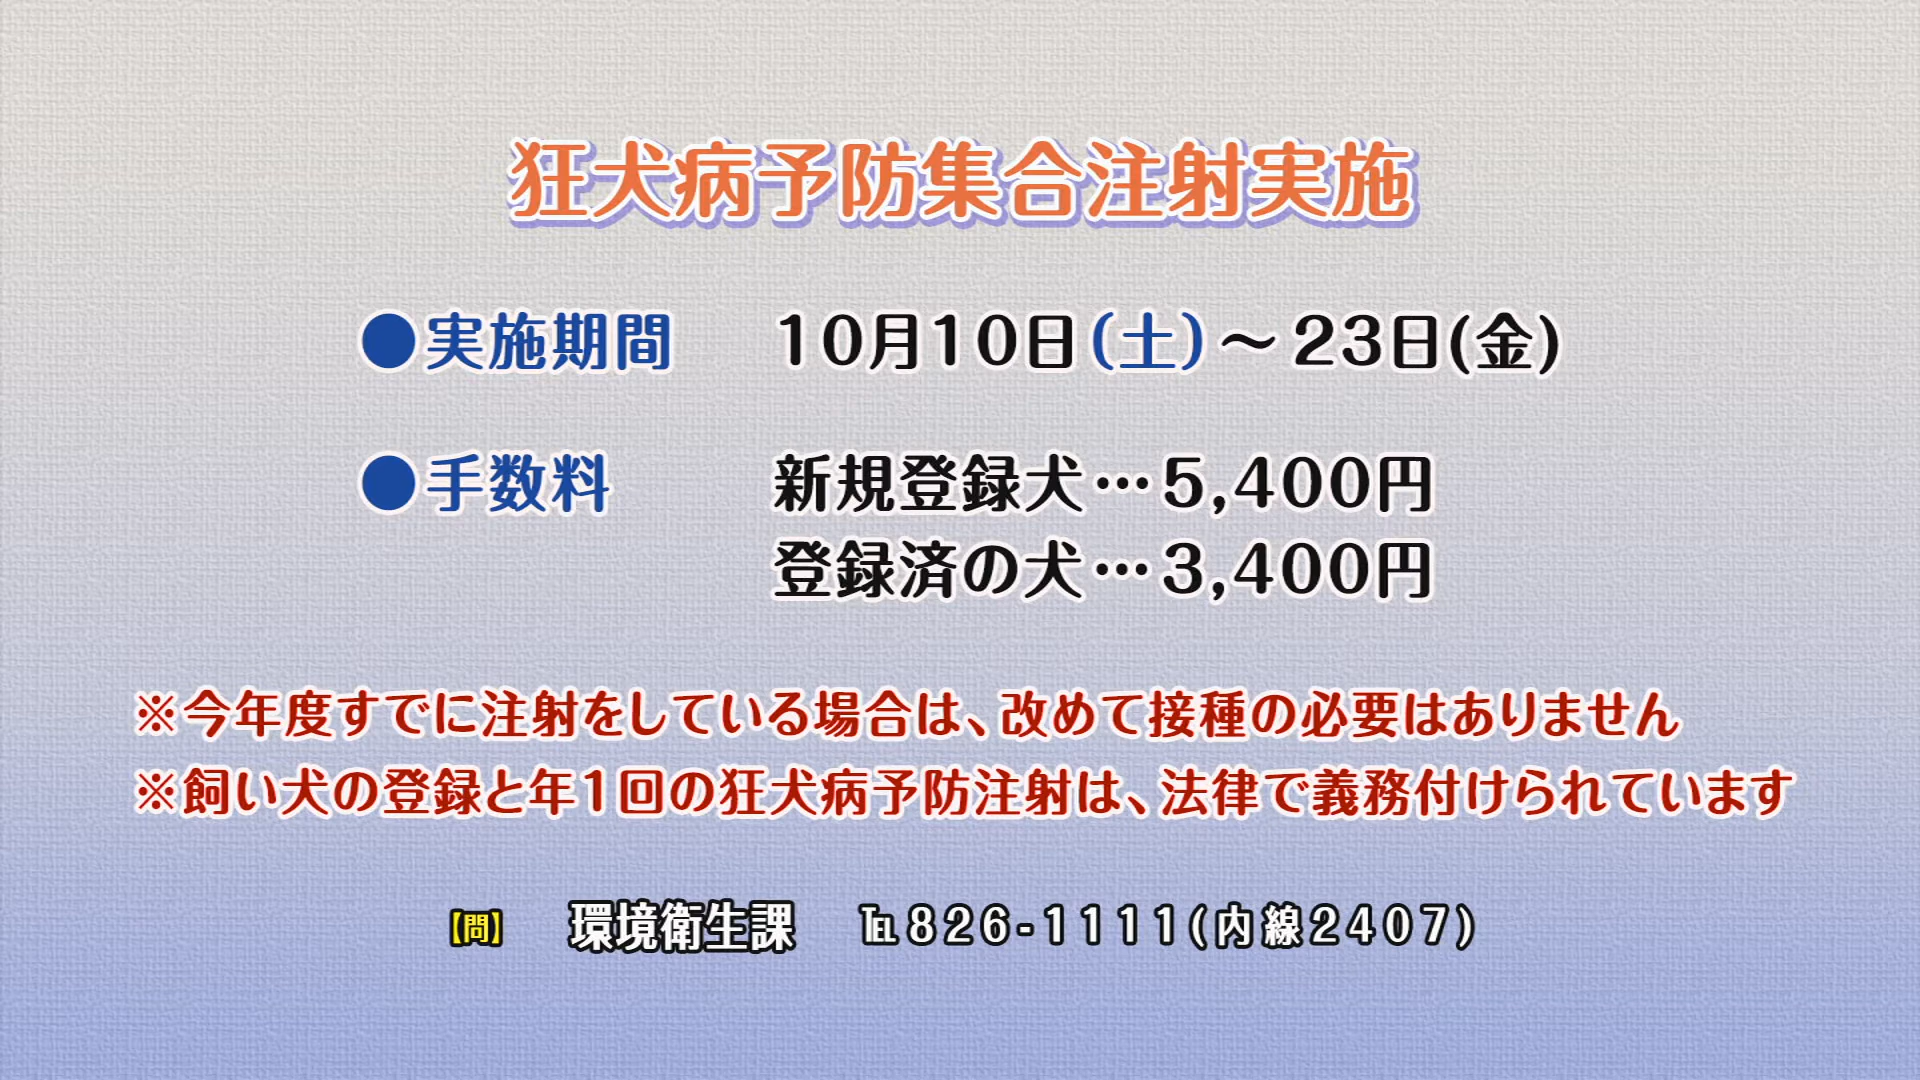 狂犬病予防集合注射実施
●実施期間 10月10日(土)～23日(金)
●手数料 新規登録犬…5,400円
登録済の犬…3,400円
※今年度すでに注射をしている場合は、改めて接種の必要はありません
※飼い犬の登録と年1回の狂犬病予防注射は、法律で義務付けられています
【問】 環境衛生課 ℡826-1111(内線2407)